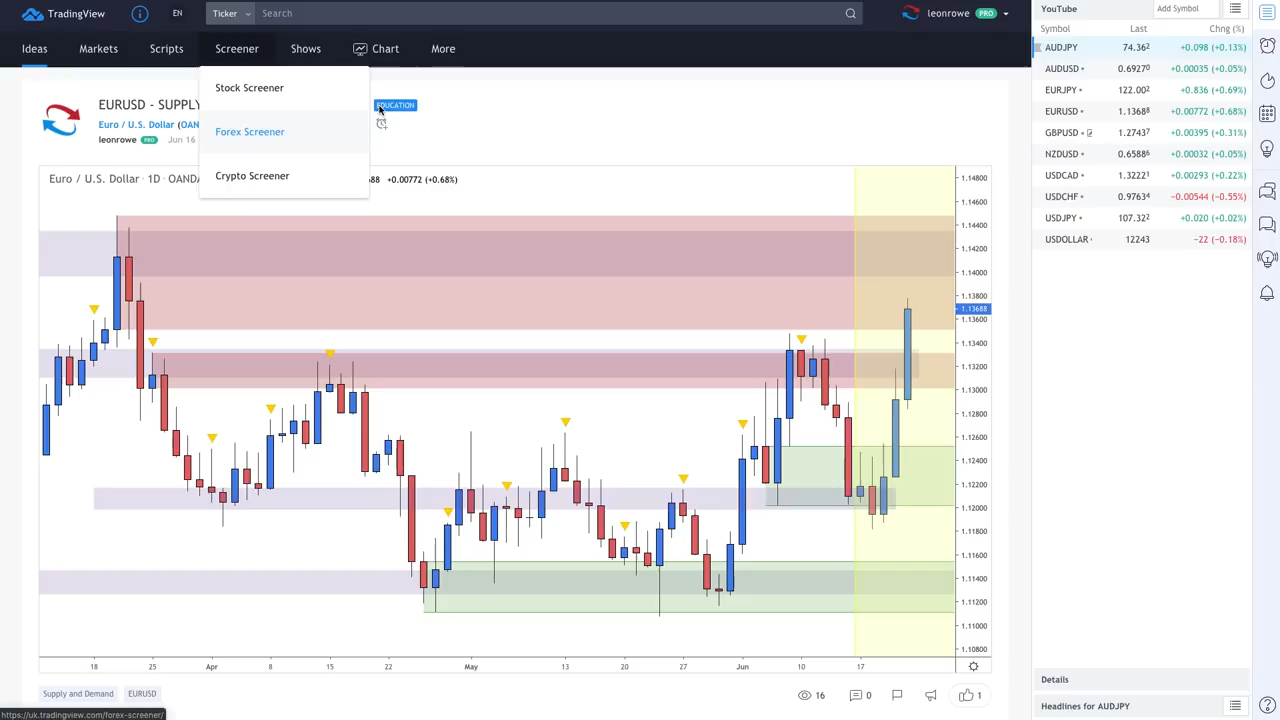 TradingView
EN
Ticker
Search
leonrowe PRO
Ideas
Markets
Scripts
Screener
Shows
Chart
More
Stock Screener
Forex Screener
Crypto Screener
EURUSD - SUPPLY
EDUCATION
Euro / U.S. Dollar (OAN
leonrowe PRO Jun 16
Euro / U.S. Dollar · 1D · OANDA
+0.00772 (+0.68%)
1.14800
1.14600
1.14400
1.14200
1.14000
1.13800
1.13688
1.13600
1.13400
1.13200
1.13000
1.12800
1.12600
1.12400
1.12200
1.12000
1.11800
1.11600
1.11400
1.11200
1.11000
1.10800
18 25 Apr 8 15 22 May 13 20 27 Jun 10 17
Supply and Demand
EURUSD
16
0
1
https://uk.tradingview.com/forex-screener/
YouTube
Add Symbol
Symbol Last Chng (%)
AUDJPY 74.362 +0.098 (+0.13%)
AUDUSD 0.69270 +0.00035 (+0.05%)
EURJPY 122.002 +0.836 (+0.69%)
EURUSD 1.13688 +0.00772 (+0.68%)
GBPUSD 1.27437 +0.00395 (+0.31%)
NZDUSD 0.65886 +0.00032 (+0.05%)
USDCAD 1.32221 +0.00293 (+0.22%)
USDCHF 0.97634 −0.00544 (−0.55%)
USDJPY 107.322 +0.020 (+0.02%)
USDOLLAR 12243 −22 (−0.18%)
Details
Headlines for AUDJPY